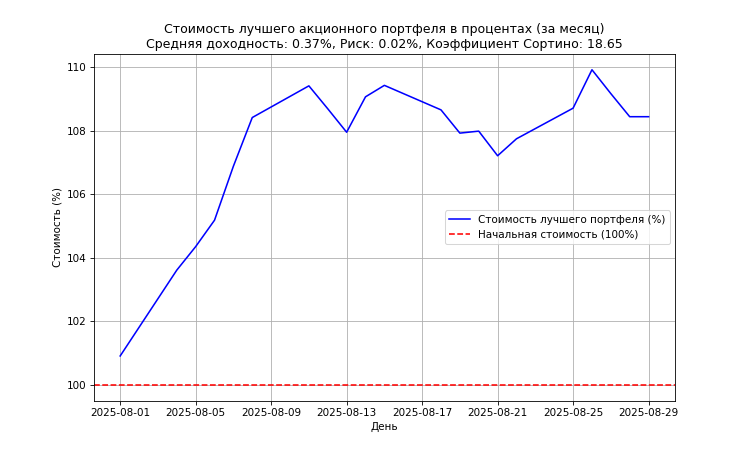 Стоимость лучшего акционного портфеля в процентах (за месяц)
Средняя доходность: 0.37%, Риск: 0.02%, Коэффициент Сортино: 18.65
110
108
106
104
102
100
Стоимость (%)
Стоимость лучшего портфеля (%)
Начальная стоимость (100%)
2025-08-01 2025-08-05 2025-08-09 2025-08-13 2025-08-17 2025-08-21 2025-08-25 2025-08-29
День